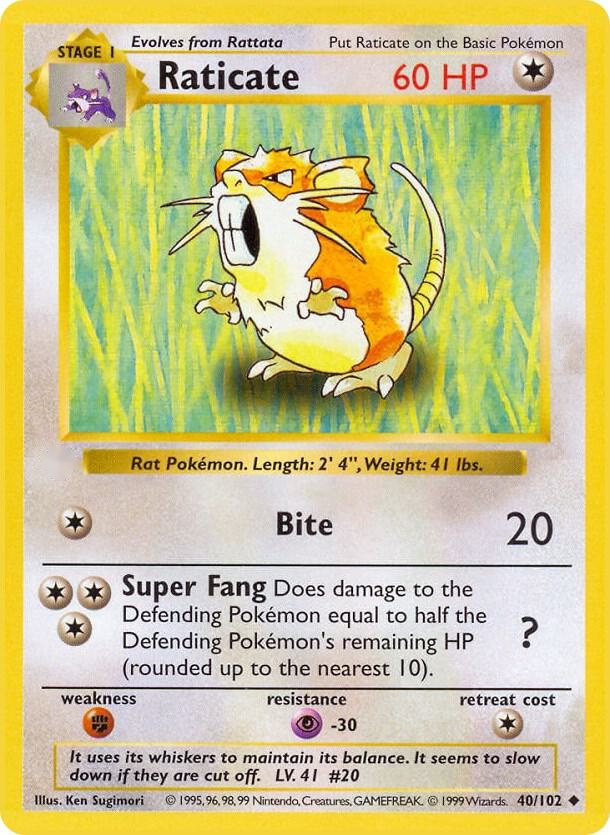 STAGE 1
Evolves from Rattata
Put Raticate on the Basic Pokémon
Raticate
60 HP
Rat Pokémon. Length: 2' 4", Weight: 41 lbs.
Bite
20
Super Fang Does damage to the
Defending Pokémon equal to half the
Defending Pokémon's remaining HP
(rounded up to the nearest 10).
?
weakness
resistance
retreat cost
-30
It uses its whiskers to maintain its balance. It seems to slow
down if they are cut off. LV. 41 #20
Illus. Ken Sugimori
© 1995, 96, 98, 99 Nintendo, Creatures, GAMEFREAK. © 1999 Wizards.
40/102